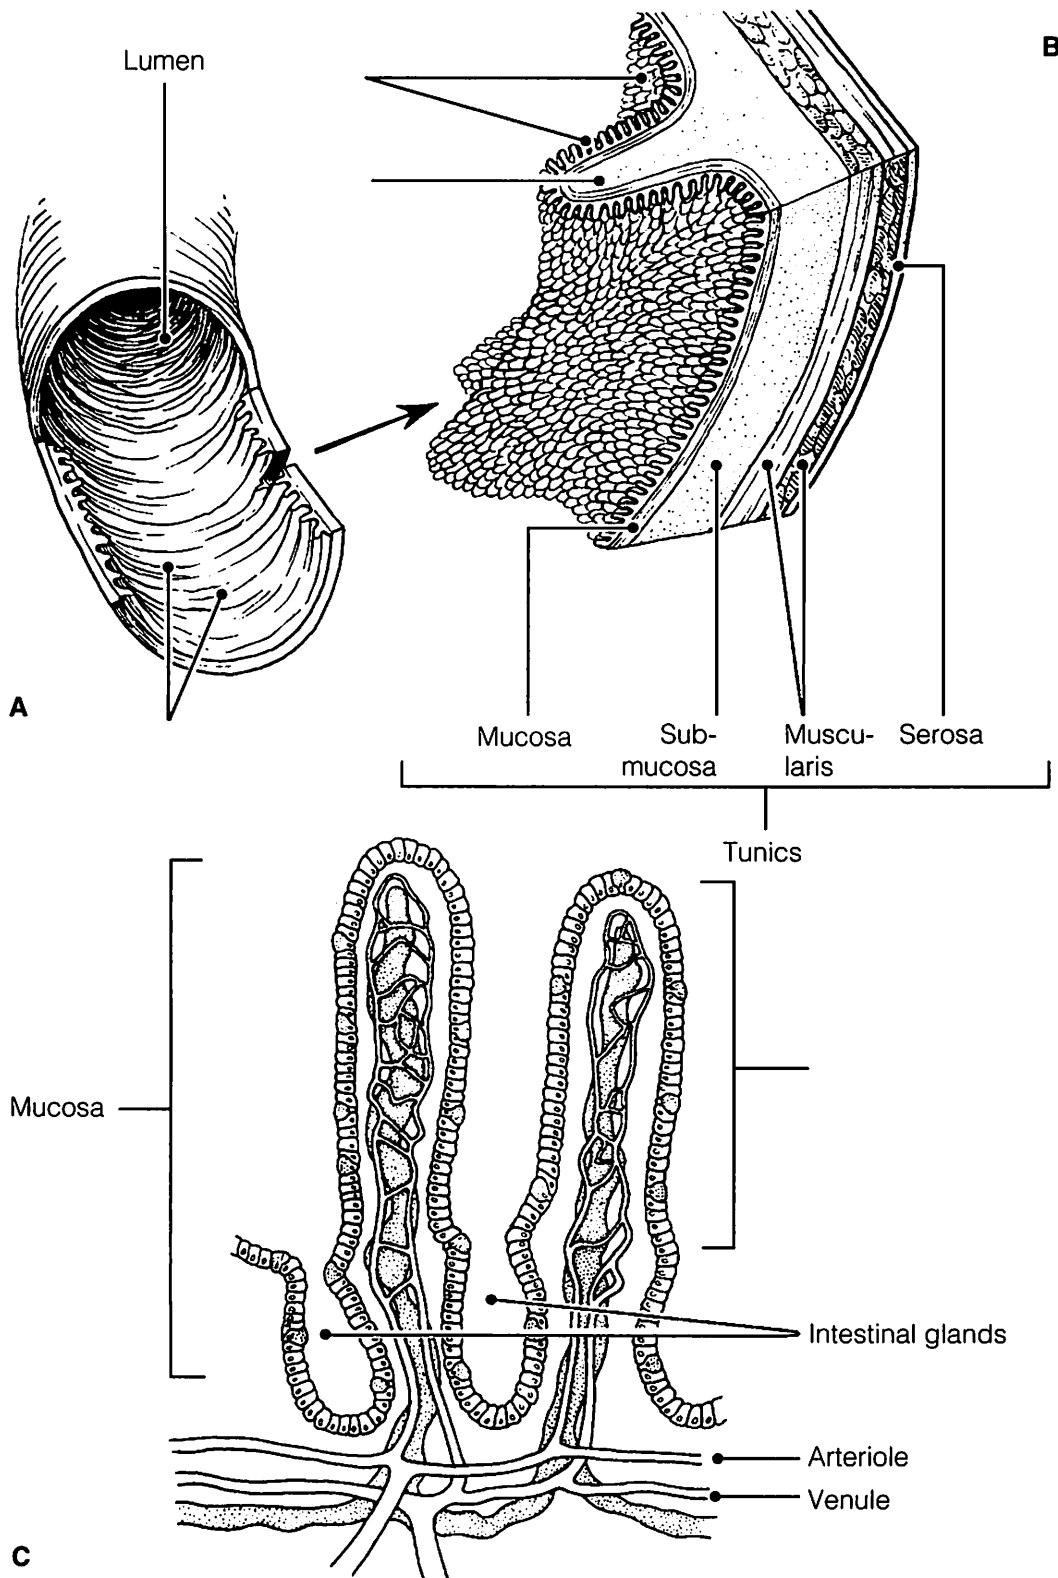 B
Lumen
A
Mucosa
Sub-
mucosa
Muscu-
laris
Serosa
Tunics
Mucosa
Intestinal glands
Arteriole
Venule
C